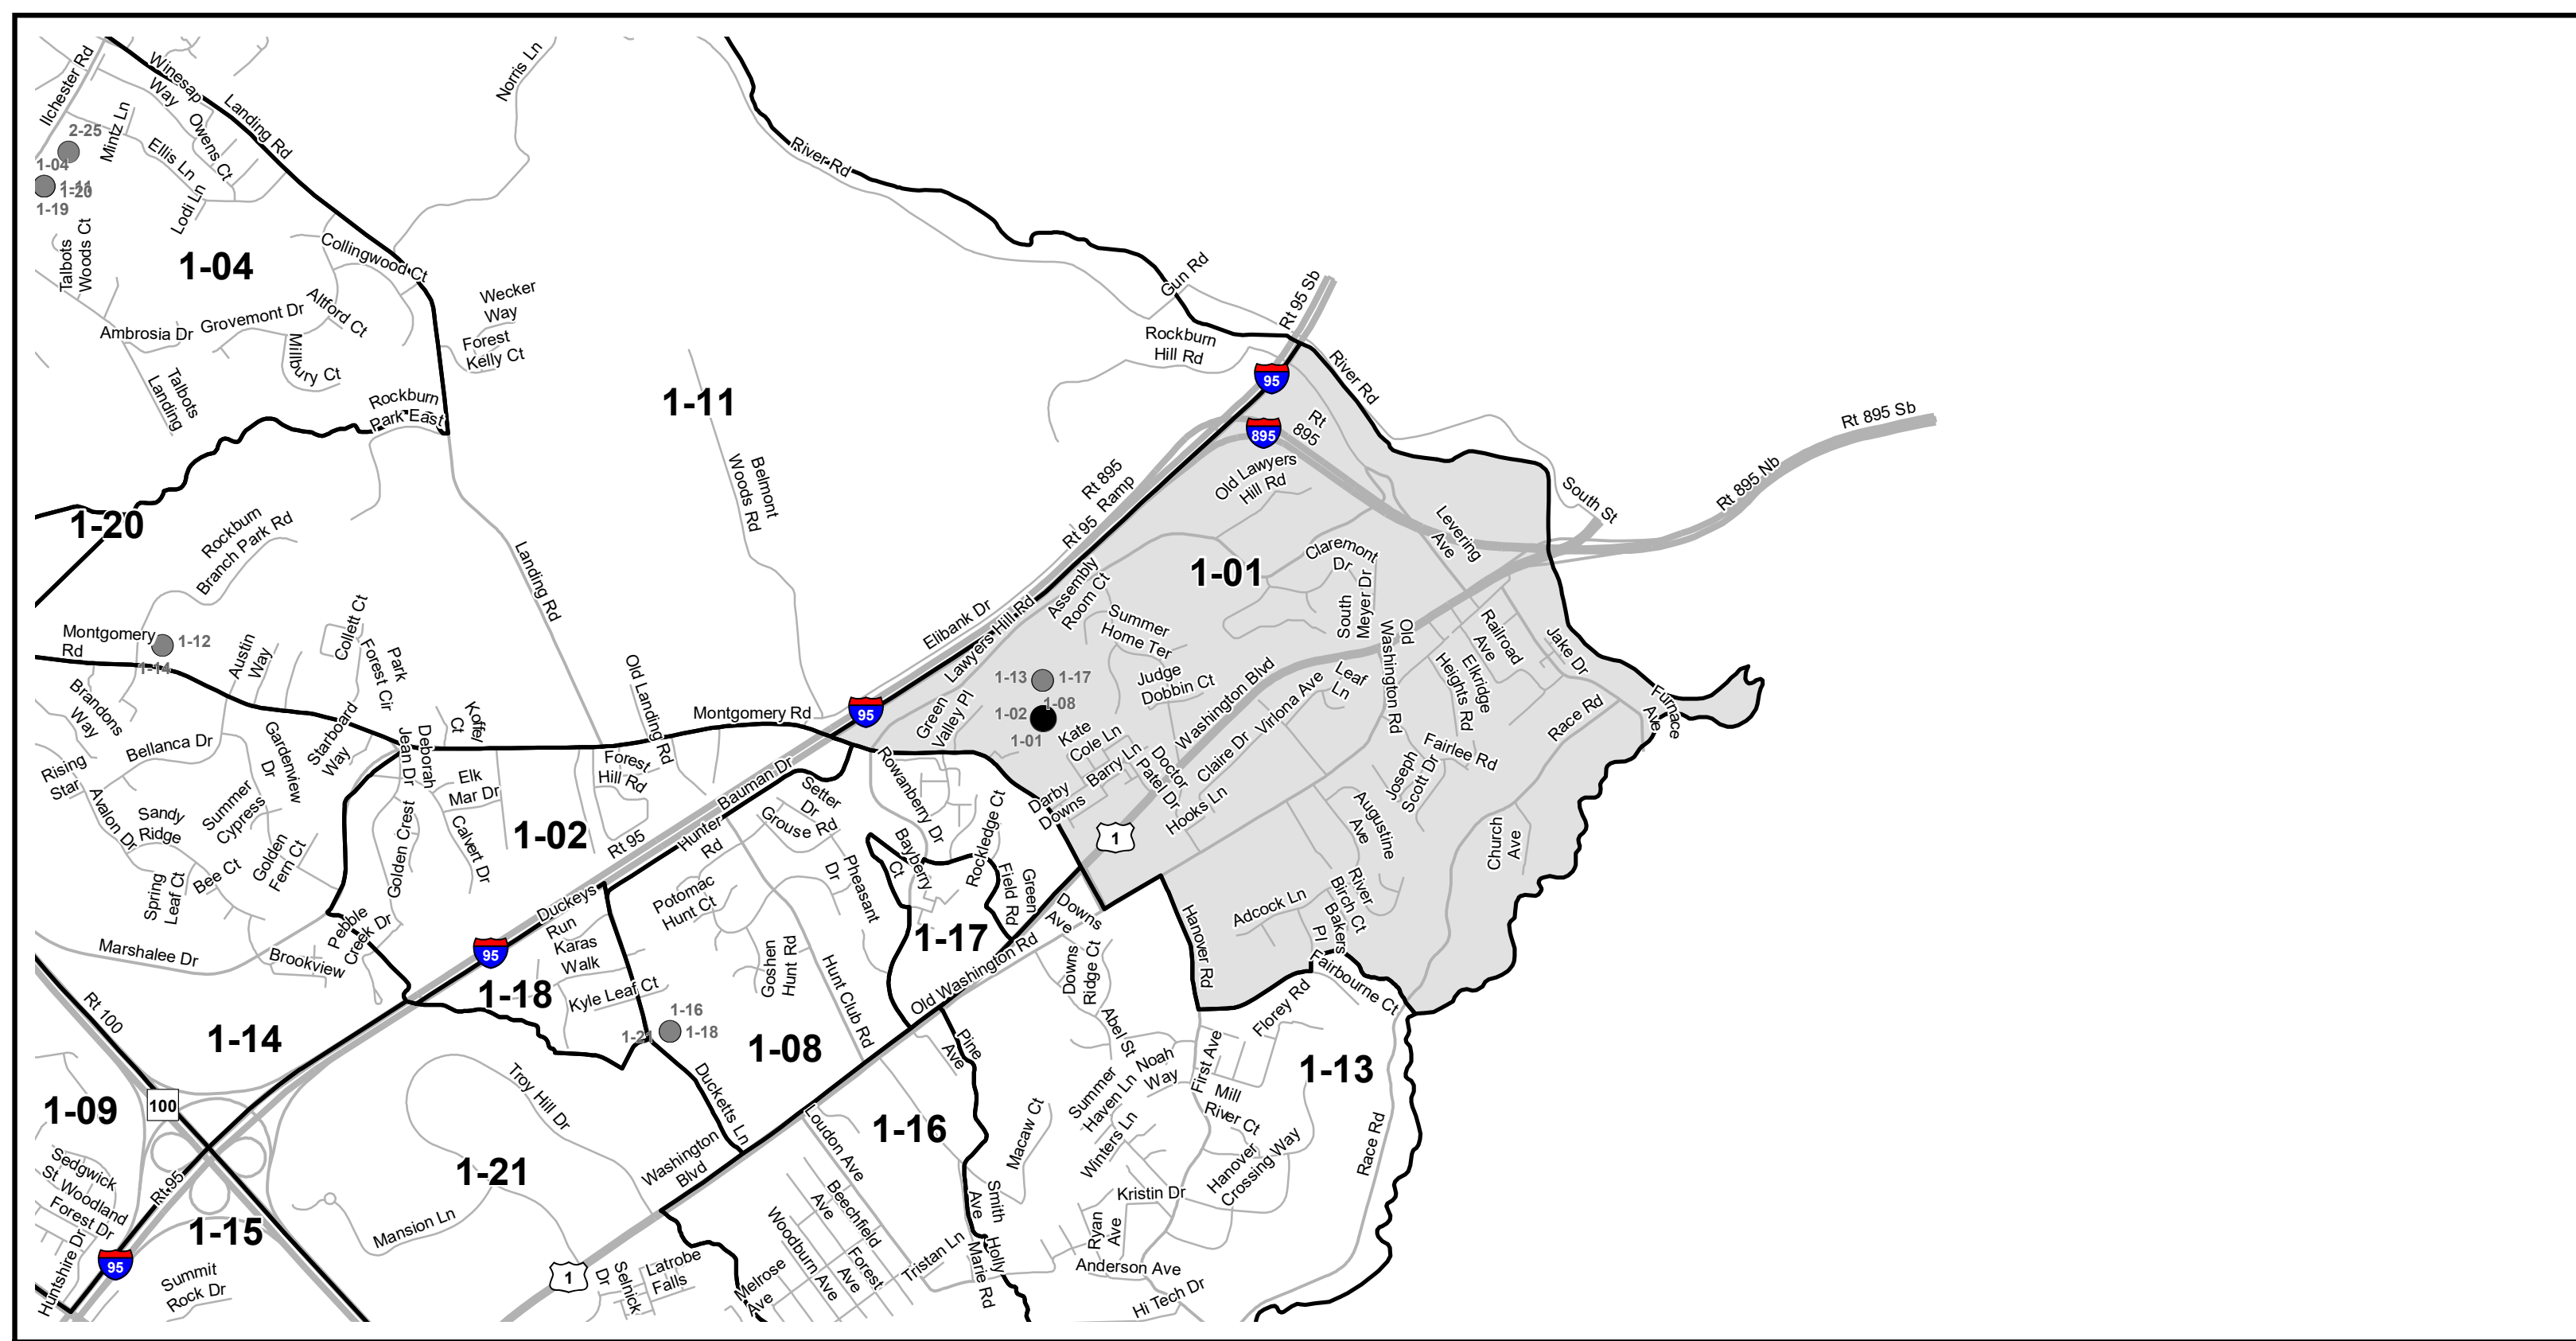 Ilchester Rd
Winesap
Way
Landing Rd
Norris Ln
2-25
Mintz Ln
Owens Ct
Ellis Ln
Ln
Lodi
1-04
1-20
1-19
Talbots
Woods Ct
1-04
Collingwood Ct
River Rd
Gun Rd
Rt 95 Sb
Wecker
Way
Altford Ct
Grovemont Dr
Ambrosia Dr
Millbury Ct
Forest
Kelly Ct
Rockburn
Hill Rd
River Rd
95
Talbots
Landing
Rockburn
Park East
1-11
895
Rt
895
Rt 895 Sb
Rt 895 Nb
South St
Belmont
Woods Rd
Rt 895
Ramp
Rt 95
Old Lawyers
Hill Rd
Levering
Ave
1-20
Rockburn
Branch Park Rd
Landing Rd
1-01
Claremont
Dr
Assembly
Room Ct
Summer
Home Ter
South
Meyer Dr
Old
Washington Rd
Railroad
Ave
Elkridge
Heights Rd
Jake Dr
Elibank Dr
Lawyers Hill Rd
Montgomery
Rd
1-12
1-14
Austin
Way
Collett Ct
Park
Forest Cir
Old Landing Rd
Montgomery Rd
95
Green
Valley Pl
1-13
1-17
1-08
1-02
1-01
Judge
Dobbin Ct
Washington Blvd
Leaf
Ln
Virlona Ave
Race Rd
Furnace
Ave
Brandons
Way
Bellanca Dr
Gardenview
Dr
Starboard
Way
Deborah
Jean Dr
Koffel
Ct
Forest
Hill Rd
Kate
Cole Ln
Barry Ln
Doctor
Patel Dr
Claire Dr
Fairlee Rd
Joseph
Scott Dr
Rising
Star
Avalon Dr
Sandy
Ridge
Summer
Cypress
Elk
Mar Dr
Bauman Dr
Setter
Dr
Rowanberry Dr
Darby
Downs
Hooks Ln
Augustine
Ave
Church
Ave
1
Spring
Leaf Ct
Bee Ct
Golden
Fern Ct
Golden Crest
Calvert Dr
1-02
Rt 95
Hunter
Rd
Grouse Rd
Pheasant
Dr
Bayberry
Ct
Rockledge Ct
Green
Field Rd
Downs
Ave
Potomac
Hunt Ct
Duckeys
Run
Pebble
Creek Dr
Marshalee Dr
Brookview
95
Karas
Walk
1-18
Kyle Leaf Ct
Goshen
Hunt Rd
Hunt Club Rd
1-17
Old Washington Rd
Downs
Ridge Ct
Hanover Rd
Adcock Ln
River
Birch Ct
Bakers
Pl
Fairbourne Ct
Florey Rd
Rt 100
1-14
1-16
1-21
1-18
1-08
Pine
Ave
Abel St
Noah
Way
First Ave
1-13
1-09
100
Troy Hill Dr
Ducketts Ln
Washington
Blvd
Loudon Ave
1-16
Macaw Ct
Summer
Haven Ln
Winters Ln
Mill
River Ct
Hanover
Crossing Way
Race Rd
Sedgwick
St
Woodland
Forest Dr
Rt 95
1-15
1-21
Mansion Ln
Huntshire Dr
95
Summit
Rock Dr
1
Selnick
Dr
Latrobe
Falls
Melrose
Ave
Woodburn Ave
Beechfield
Ave
Forest
Ave
Tristan Ln
Smith
Ave
Holly
Marie Rd
Kristin Dr
Ryan
Ave
Anderson Ave
Hi Tech Dr